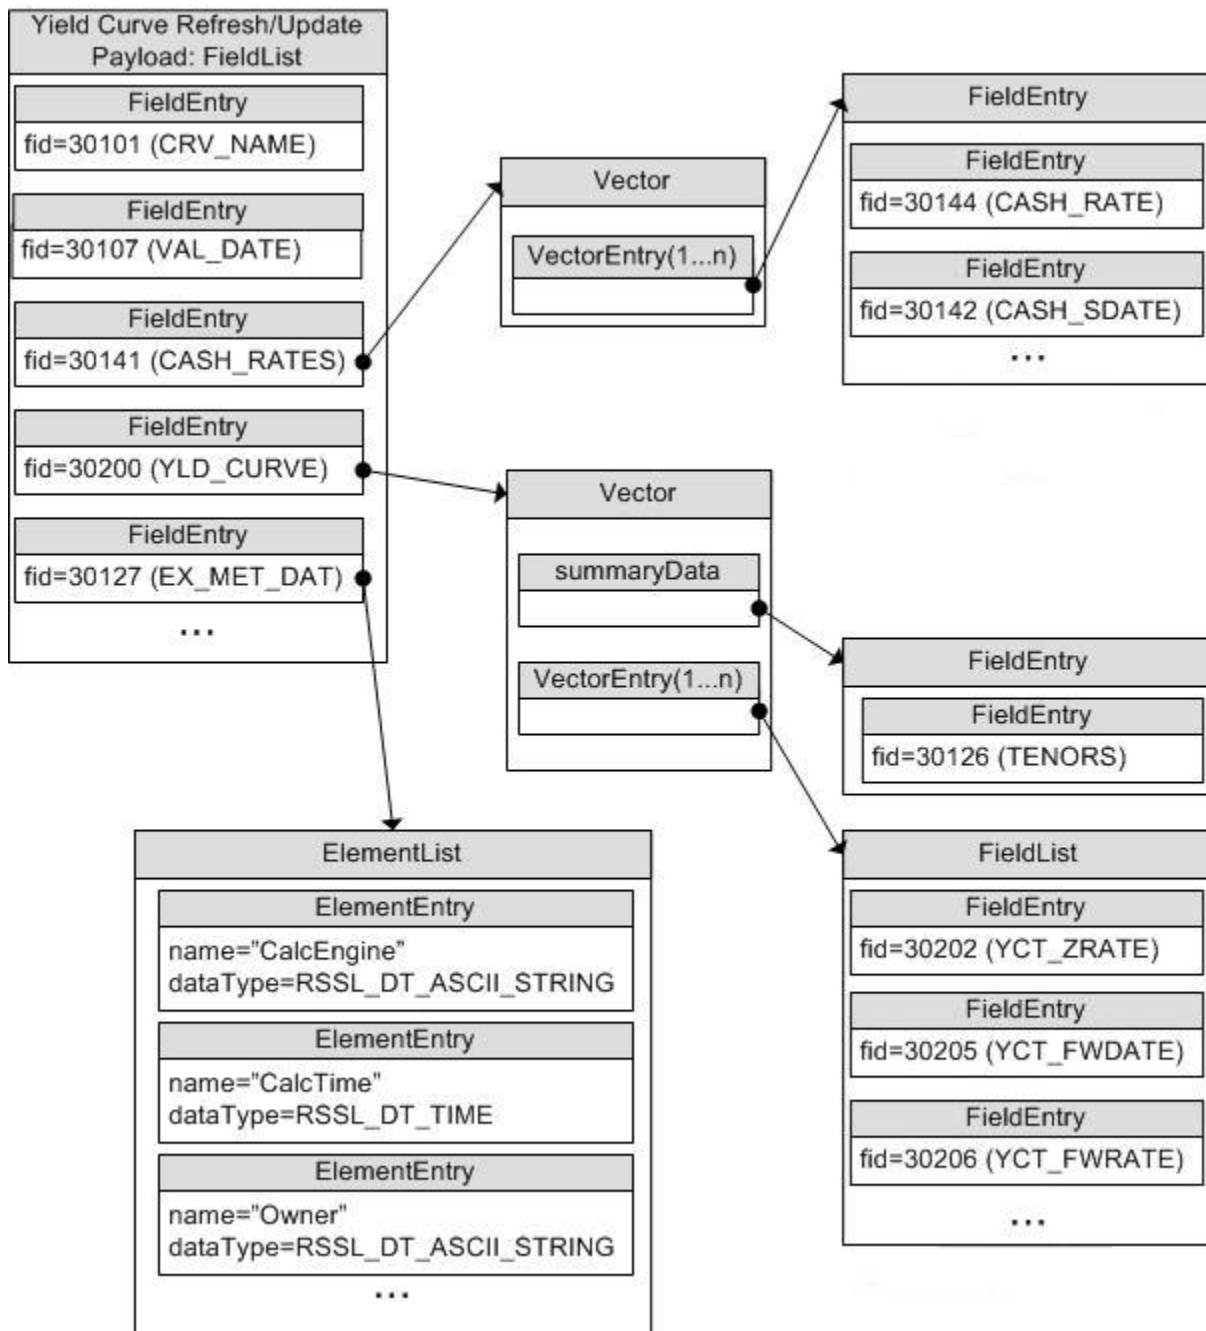 Yield Curve Refresh/Update
Payload: FieldList
FieldEntry
fid=30101 (CRV_NAME)
FieldEntry
fid=30107 (VAL_DATE)
FieldEntry
fid=30141 (CASH_RATES)
FieldEntry
fid=30200 (YLD_CURVE)
FieldEntry
fid=30127 (EX_MET_DAT)
...
Vector
VectorEntry(1...n)
FieldEntry
FieldEntry
fid=30144 (CASH_RATE)
FieldEntry
fid=30142 (CASH_SDATE)
...
Vector
summaryData
VectorEntry(1...n)
FieldEntry
FieldEntry
fid=30126 (TENORS)
FieldList
FieldEntry
fid=30202 (YCT_ZRATE)
FieldEntry
fid=30205 (YCT_FWDATE)
FieldEntry
fid=30206 (YCT_FWRATE)
...
ElementList
ElementEntry
name="CalcEngine"
dataType=RSSL_DT_ASCII_STRING
ElementEntry
name="CalcTime"
dataType=RSSL_DT_TIME
ElementEntry
name="Owner"
dataType=RSSL_DT_ASCII_STRING
...